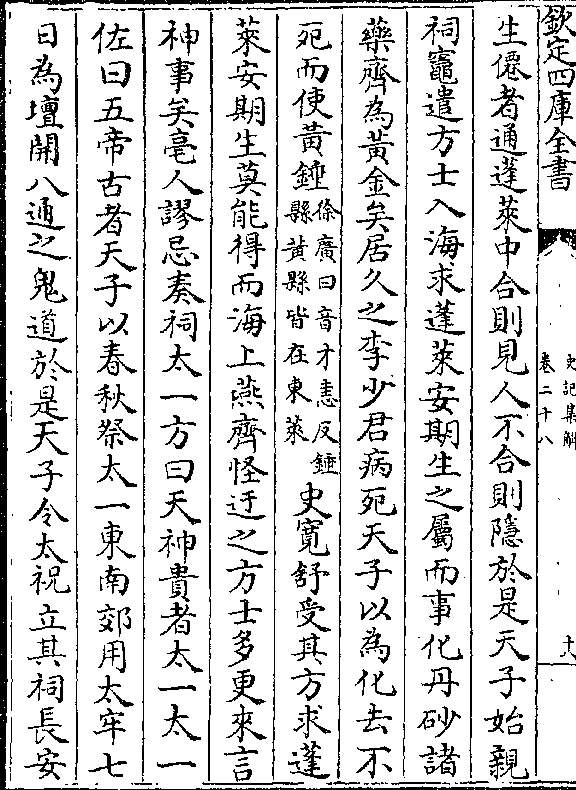 欽定四庫全書
史記集解
卷二十八
十八
生僊者通蓬萊中合則見人不合則隱於是天子始親
祠竈遣方士入海求蓬萊安期生之屬而事化丹砂諸
藥齊為黃金矣居久之李少君病死天子以為化去不
死而使黃錘徐廣曰音才恚反錘縣黃縣皆在東萊史寛舒受其方求蓬
萊安期生莫能得而海上燕齊怪迂之方士多更來言
神事矣亳人謬忌奏祠太一方曰天神貴者太一太一
佐曰五帝古者天子以春秋祭太一東南郊用太牢七
日為壇開八通之鬼道於是天子令太祝立其祠長安